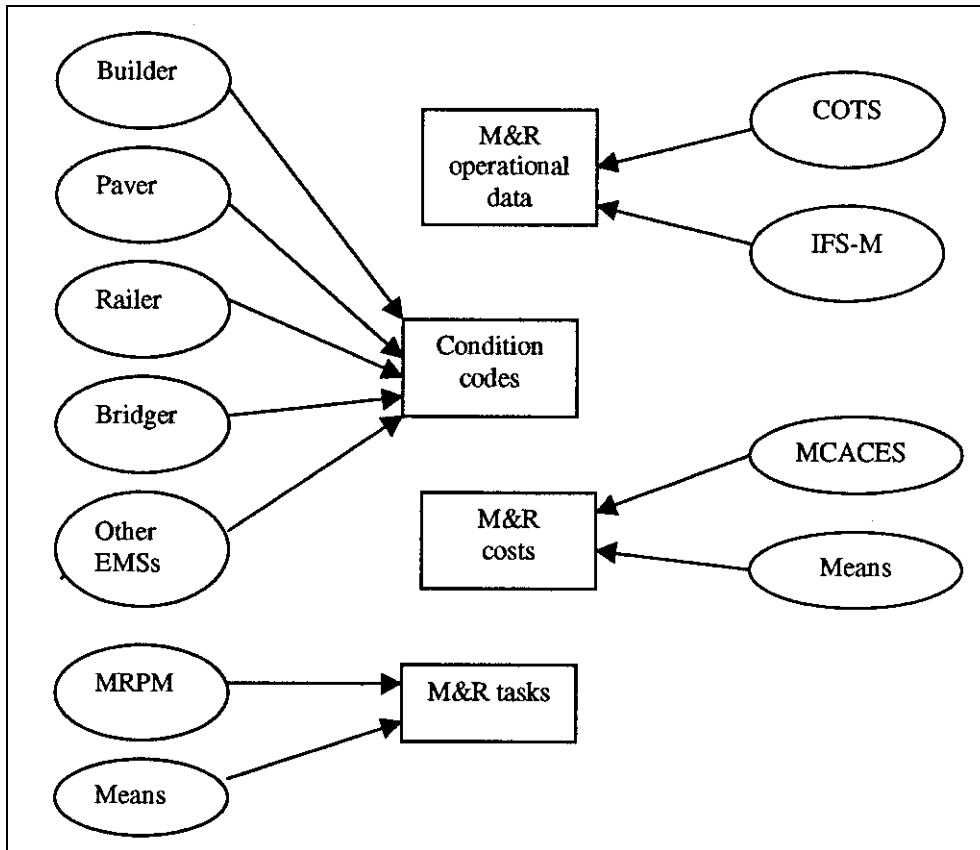 Builder
Paver
Railer
Bridger
Other
EMSs
MRPM
Means
M&R
operational
data
Condition
codes
M&R
costs
M&R tasks
COTS
IFS-M
MCACES
Means